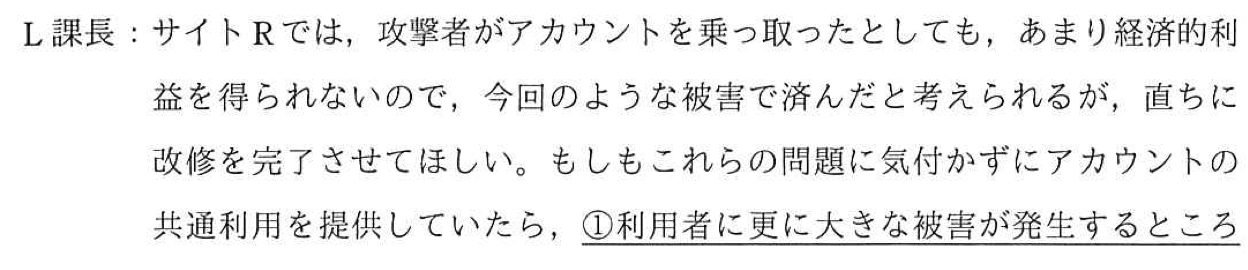 L課長：サイトRでは，攻撃者がアカウントを乗っ取ったとしても，あまり経済的利
益を得られないので，今回のような被害で済んだと考えられるが，直ちに
改修を完了させてほしい。もしもこれらの問題に気付かずにアカウントの
共通利用を提供していたら，①利用者に更に大きな被害が発生するところ